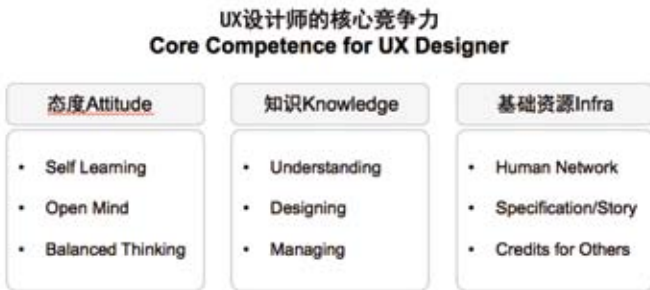 UX设计师的核心竞争力
Core Competence for UX Designer
态度Attitude
• Self Learning
• Open Mind
• Balanced Thinking
知识Knowledge
• Understanding
• Designing
• Managing
基础资源Infra
• Human Network
• Specification/Story
• Credits for Others